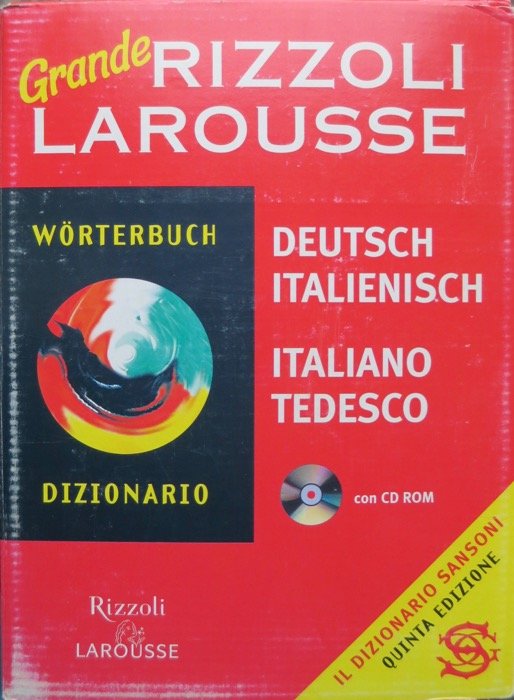 Grande RIZZOLI
LAROUSSE
WÖRTERBUCH
DIZIONARIO
DEUTSCH
ITALIENISCH
ITALIANO
TEDESCO
con CD ROM
Rizzoli
LAROUSSE
IL DIZIONARIO SANSONI
QUINTA EDIZIONE